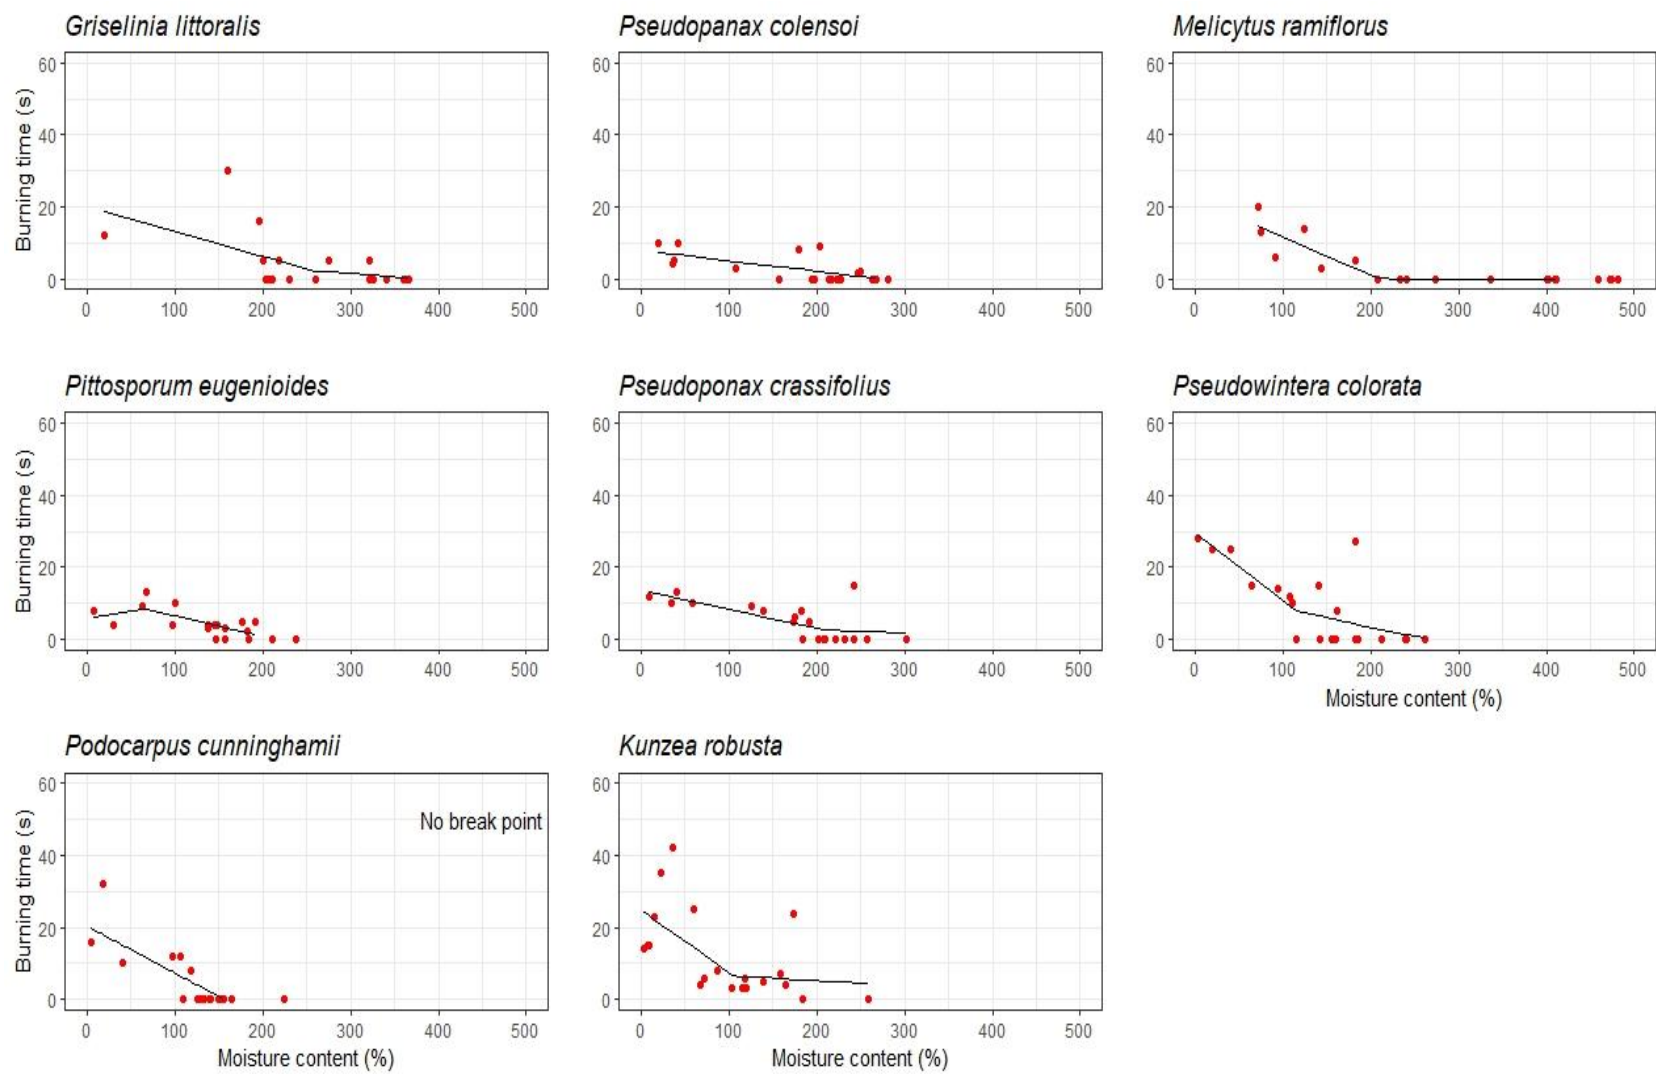 Griselinia littoralis
Pseudopanax colensoi
Melicytus ramiflorus
Burning time (s)
60
40
20
0
0 100 200 300 400 500
60
40
20
0
0 100 200 300 400 500
60
40
20
0
0 100 200 300 400 500
Pittosporum eugenioides
Pseudoponax crassifolius
Pseudowintera colorata
Burning time (s)
60
40
20
0
0 100 200 300 400 500
60
40
20
0
0 100 200 300 400 500
60
40
20
0
0 100 200 300 400 500
Moisture content (%)
Podocarpus cunninghamii
Kunzea robusta
Burning time (s)
60
40
20
0
No break point
0 100 200 300 400 500
Moisture content (%)
60
40
20
0
0 100 200 300 400 500
Moisture content (%)